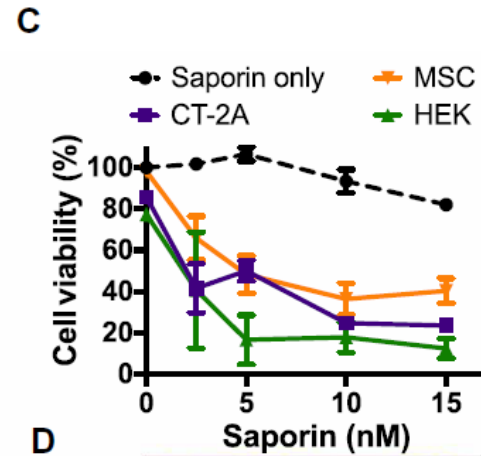 C
Saporin only MSC
CT-2A HEK
Cell viability (%)
100
80
60
40
20
0
0 5 10 15
Saporin (nM)
D